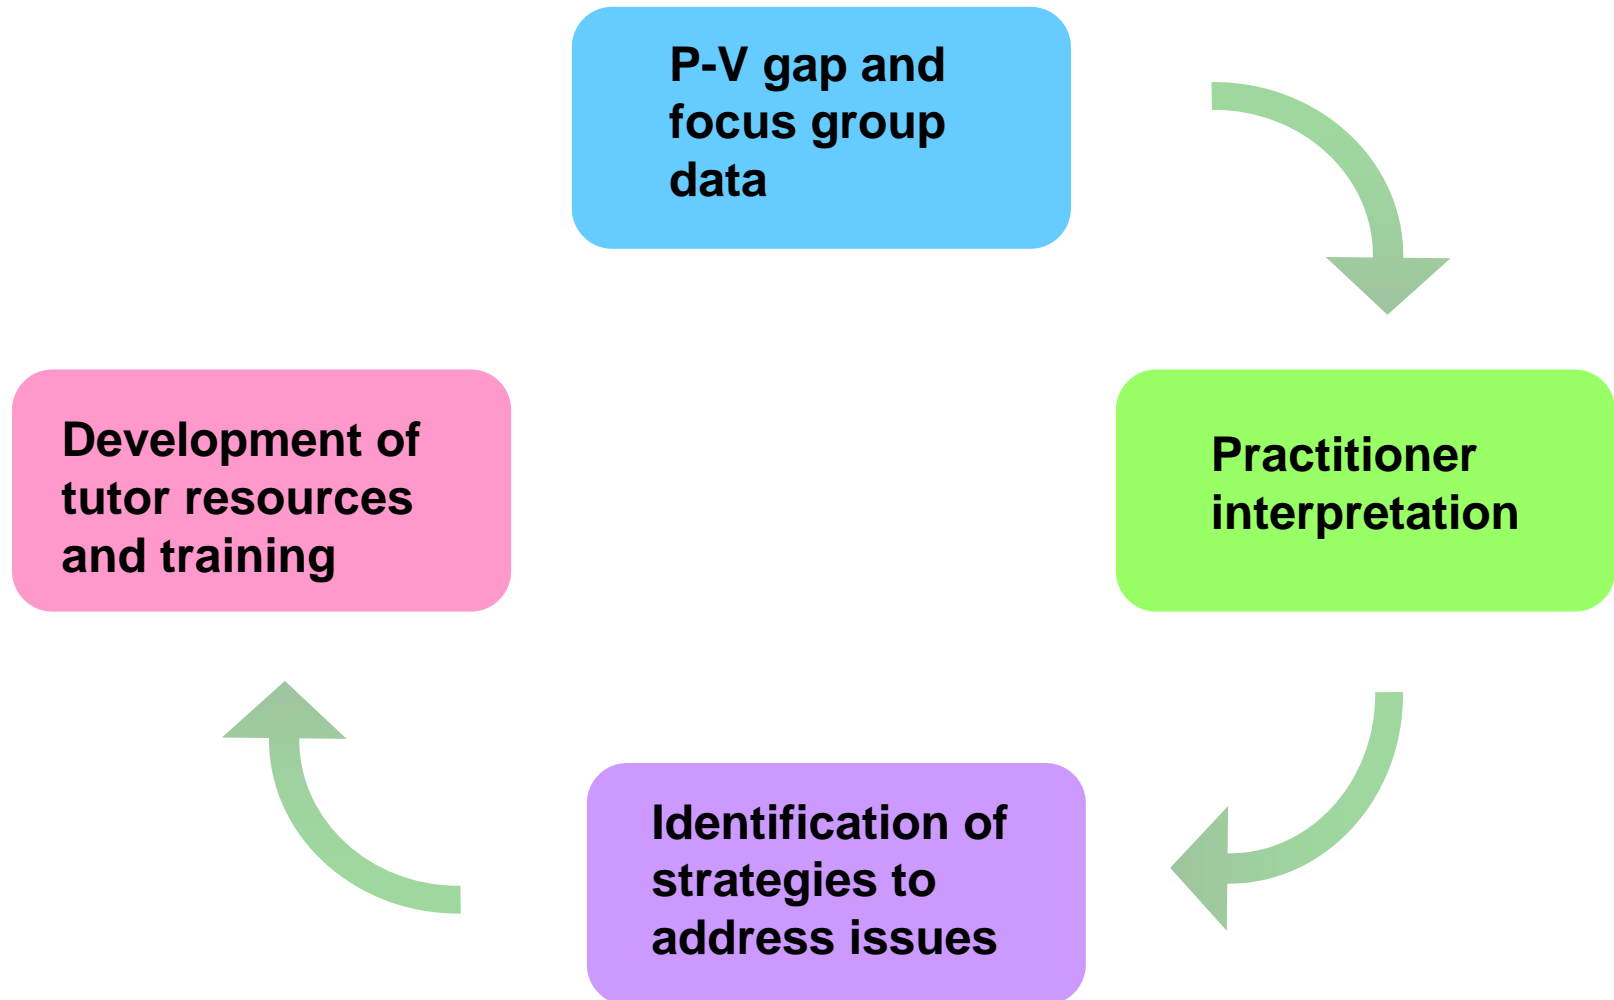 P-V gap and
focus group
data
Practitioner
interpretation
Identification of
strategies to
address issues
Development of
tutor resources
and training